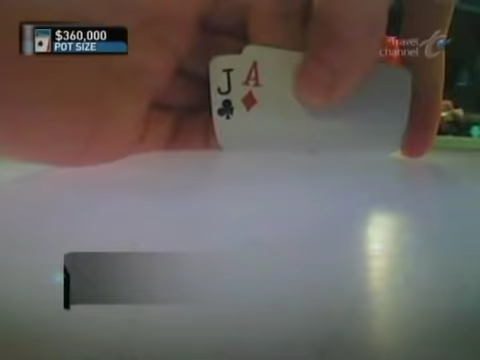 $360,000
POT SIZE
Travel
channel
J
A